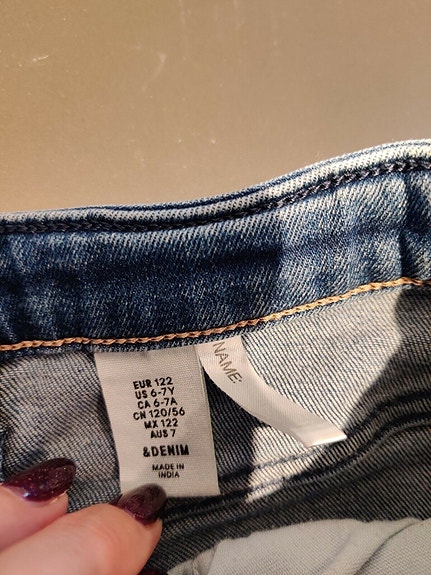 EUR 122
US 6-7Y
CA 6-7A
CN 120/56
MX 122
AUS 7
&DENIM
MADE IN
INDIA
NAME: